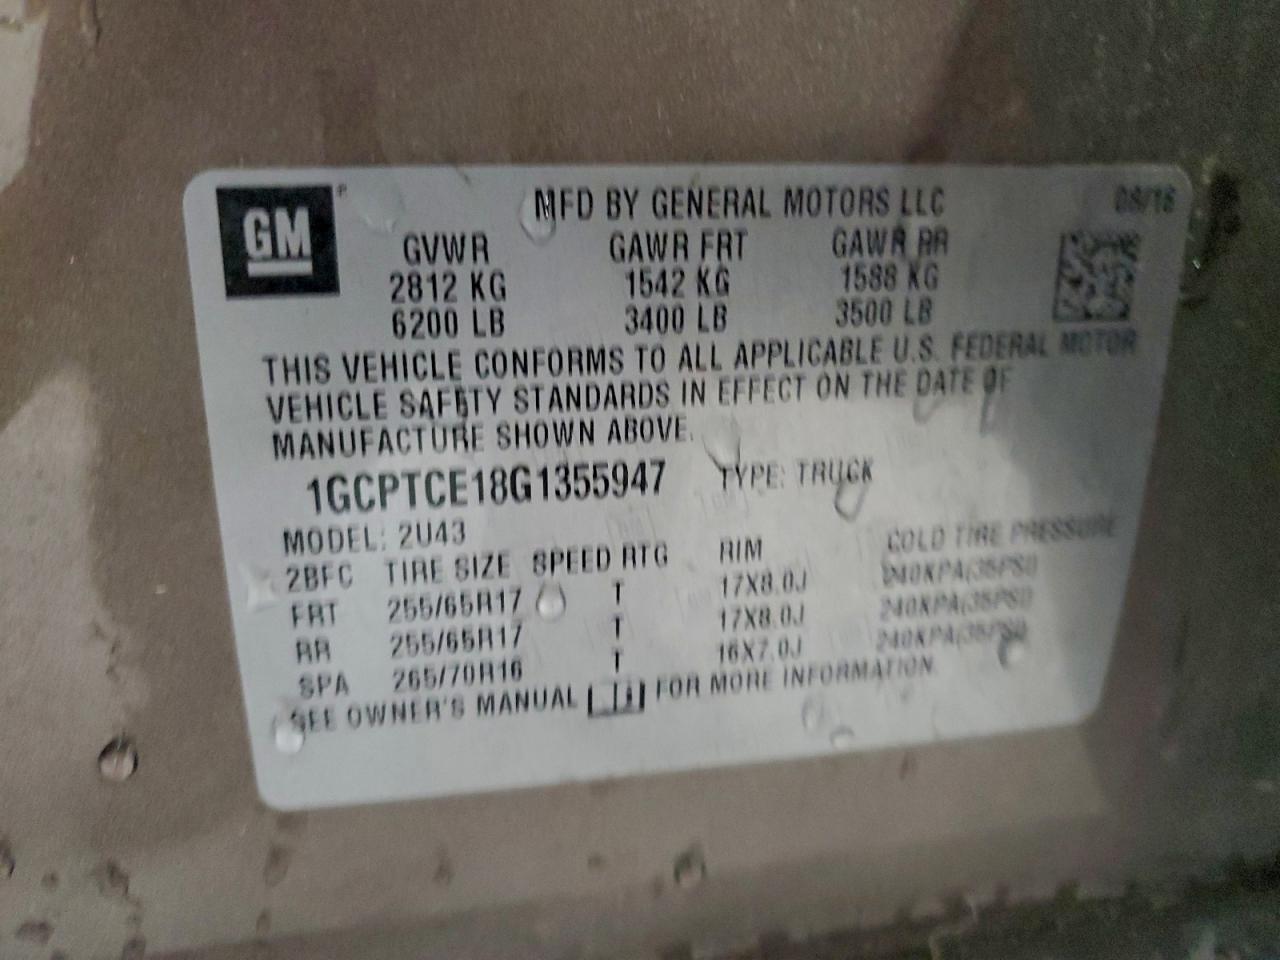 GM
MFD BY GENERAL MOTORS LLC 08/16
GVWR GAWR FRT GAWR RR
2812 KG 1542 KG 1588 KG
6200 LB 3400 LB 3500 LB
THIS VEHICLE CONFORMS TO ALL APPLICABLE U.S. FEDERAL MOTOR
VEHICLE SAFETY STANDARDS IN EFFECT ON THE DATE OF
MANUFACTURE SHOWN ABOVE.
1GCPTCE18G1355947 TYPE: TRUCK
MODEL: 2U43
2BFC TIRE SIZE SPEED RTG RIM COLD TIRE PRESSURE
FRT 255/65R17 T 17X8.0J 240KPA(35PSI)
RR 255/65R17 T 17X8.0J 240KPA(35PSI)
SPA 265/70R16 T 16X7.0J 240KPA(35PSI)
SEE OWNER'S MANUAL FOR MORE INFORMATION.